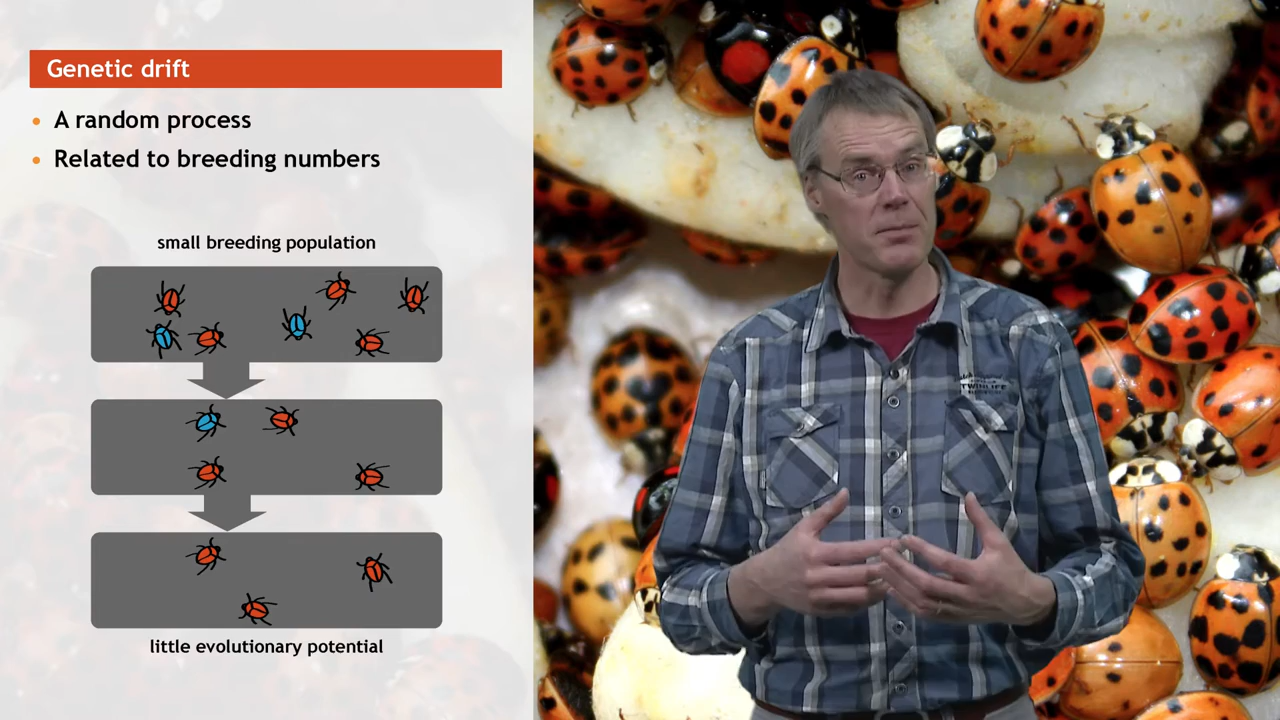 Genetic drift
• A random process
• Related to breeding numbers
small breeding population
little evolutionary potential